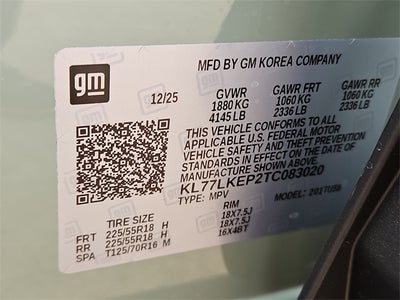 gm
MFD BY GM KOREA COMPANY
12/25 GVWR GAWR FRT GAWR RR
1880 KG 1060 KG 1060 KG
4145 LB 2336 LB 2336 LB
THIS VEHICLE CONFORMS TO ALL
APPLICABLE U.S. FEDERAL MOTOR
VEHICLE SAFETY AND THEFT PREVENTION
STANDARDS IN EFFECT ON THE DATE OF
MANUFACTURE SHOWN ABOVE.
KL77LKEP2TC083020
TYPE: MPV MODEL:
TIRE SIZE RIM
FRT 225/55R18 H 18X7.5J
RR 225/55R18 H 18X7.5J
SPA T125/70R16 M 16X4BT